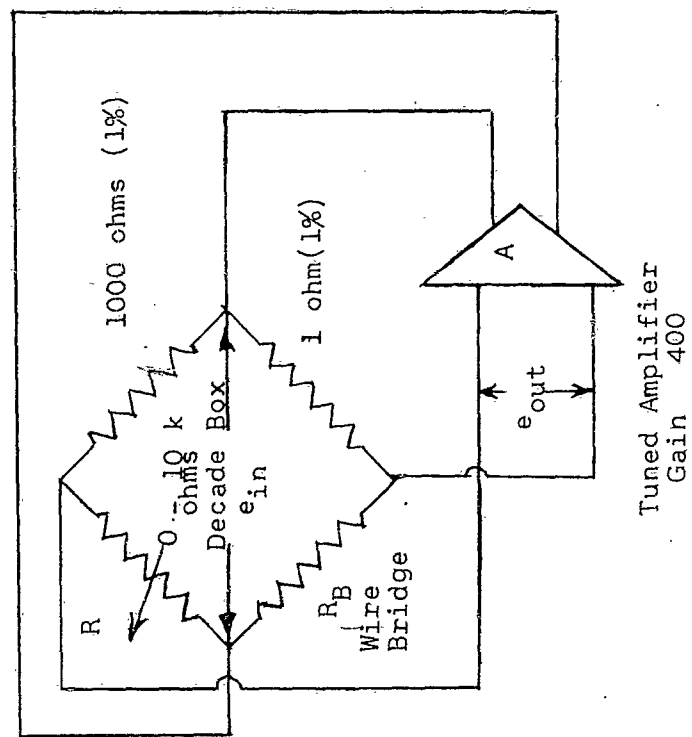 1000 ohms (1%)
R
0 - 10 k
ohms
Decade Box
e in
1 ohm(1%)
R B
Wire
Bridge
A
e out
Tuned Amplifier
Gain 400